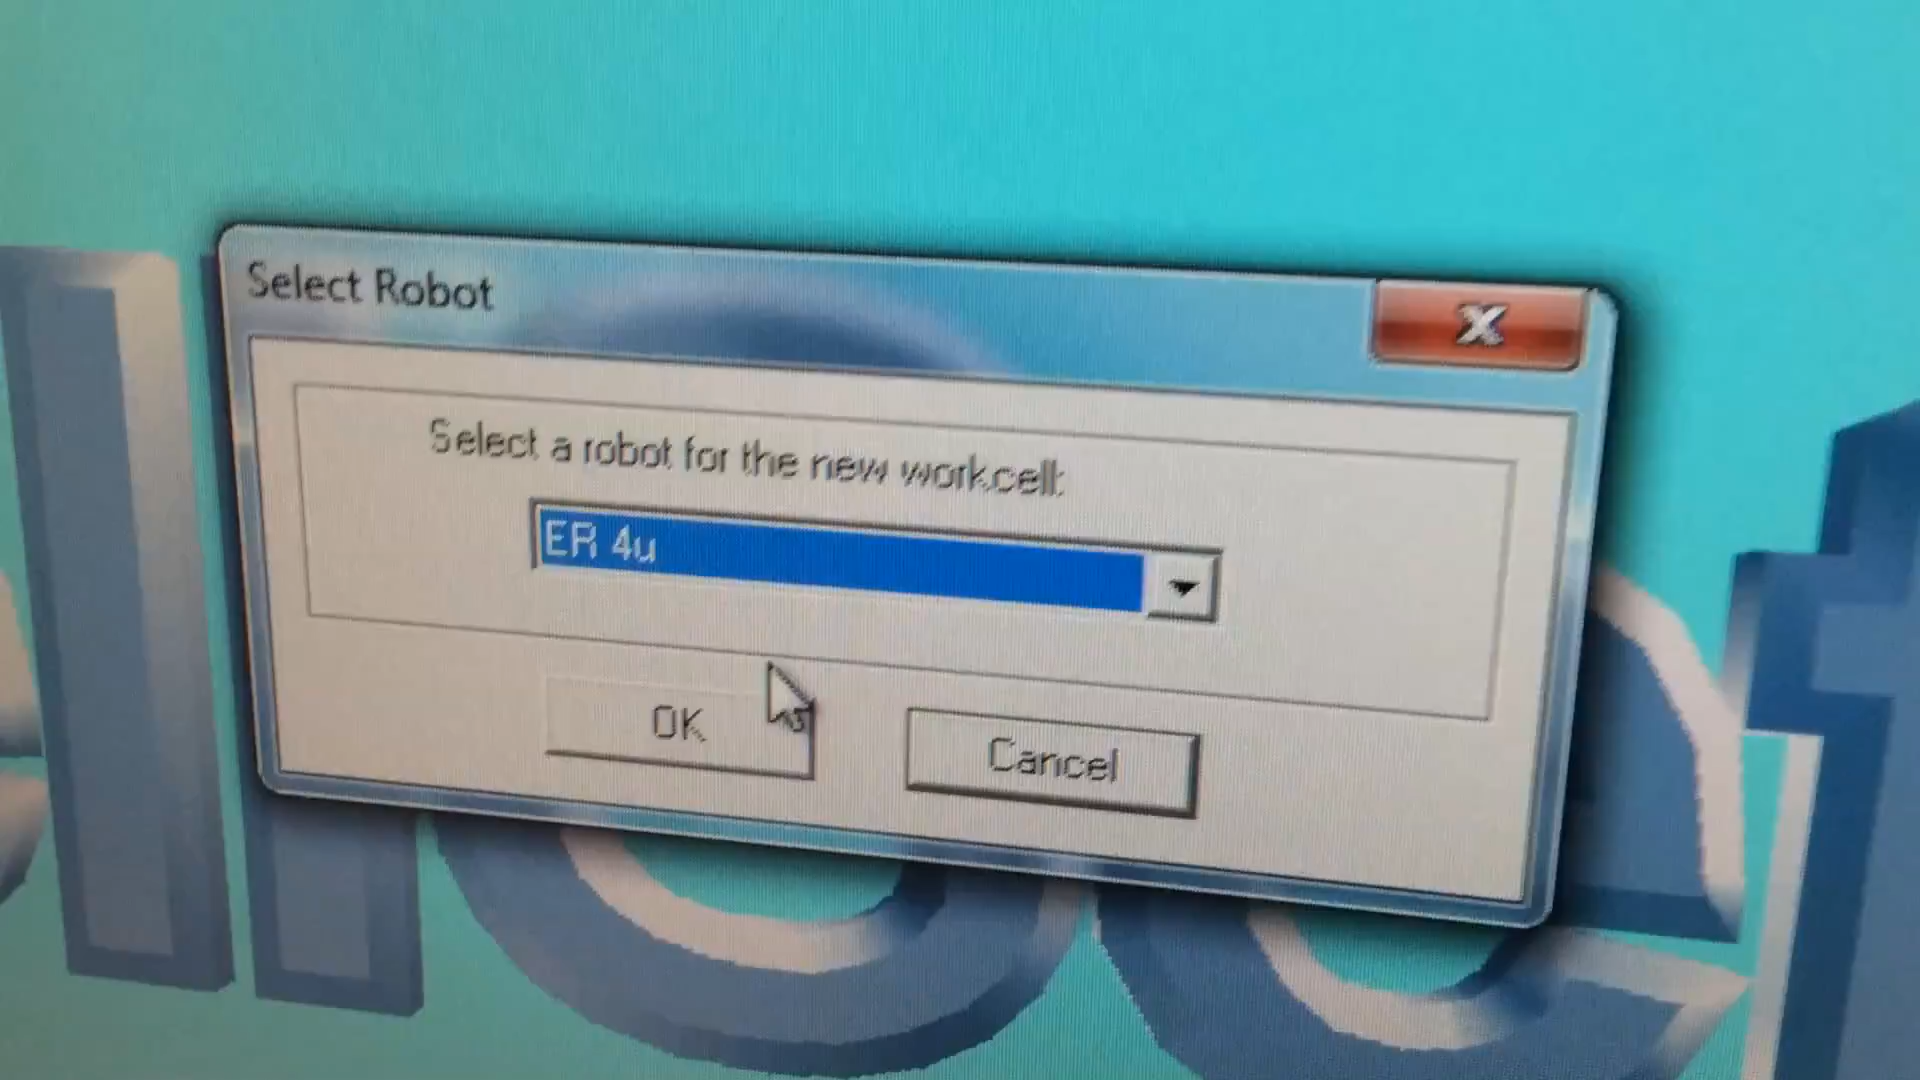 Select Robot
Select a robot for the new workcell:
ER 4u
OK
Cancel